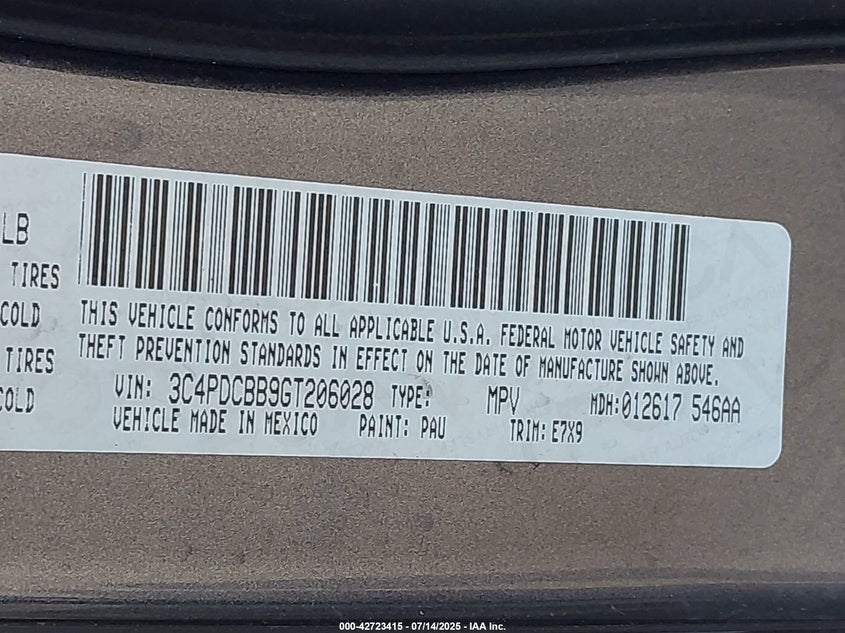 LB
TIRES
COLD
TIRES
COLD
THIS VEHICLE CONFORMS TO ALL APPLICABLE U.S.A. FEDERAL MOTOR VEHICLE SAFETY AND
THEFT PREVENTION STANDARDS IN EFFECT ON THE DATE OF MANUFACTURE SHOWN ABOVE.
VIN: 3C4PDCBB9GT206028 TYPE: MPV MDH:012617 546AA
VEHICLE MADE IN MEXICO PAINT: PAU TRIM: E7X9
000-42723415 - 07/14/2025 - IAA Inc.